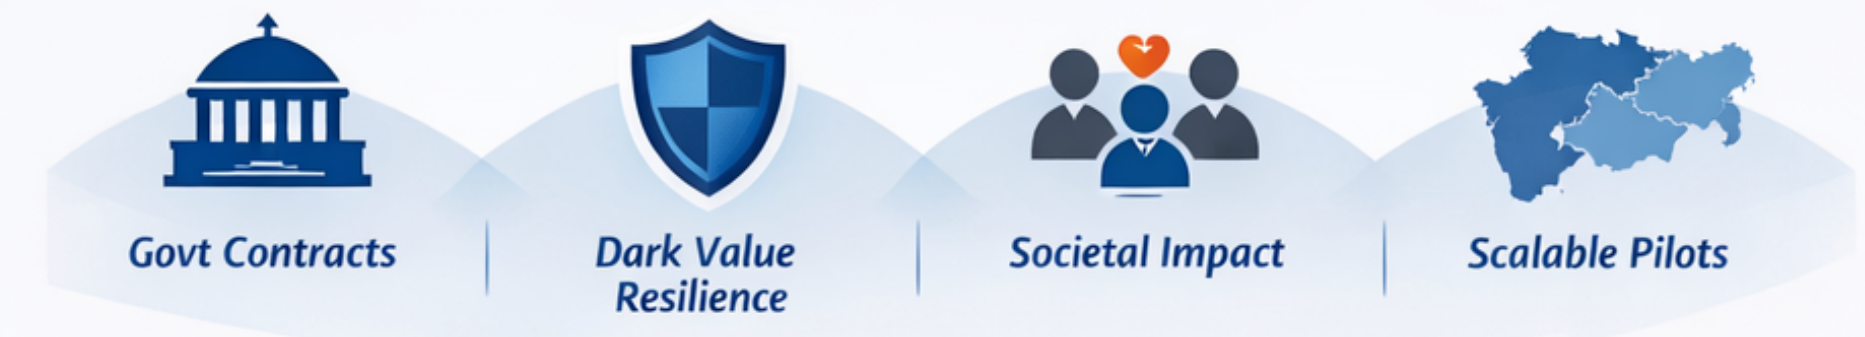 Govt Contracts
Dark Value
Resilience
Societal Impact
Scalable Pilots